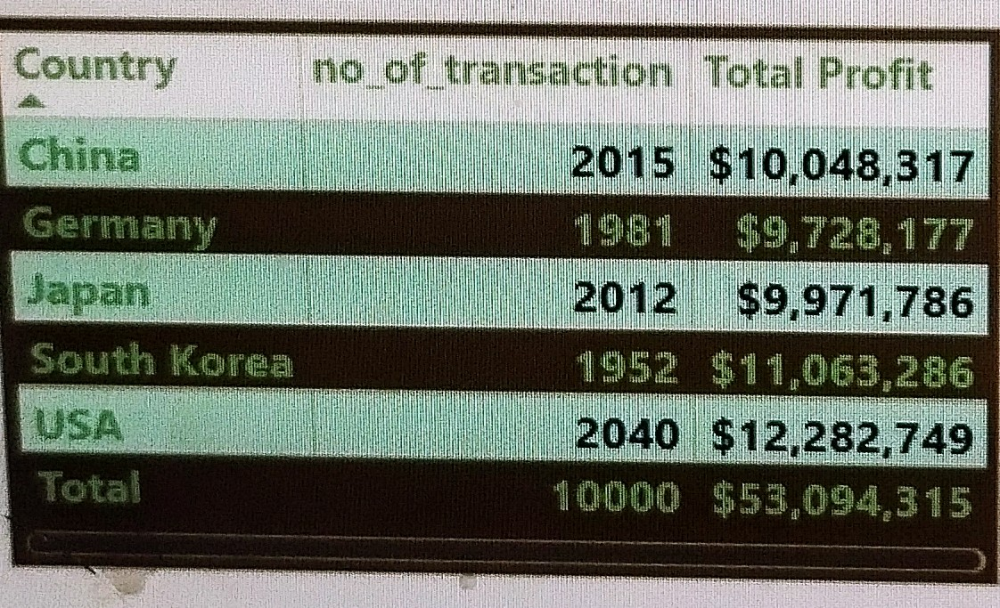 Country no_of_transaction Total Profit
China 2015 $10,048,317
Germany 1981 $9,728,177
Japan 2012 $9,971,786
South Korea 1952 $11,063,286
USA 2040 $12,282,749
Total 10000 $53,094,315